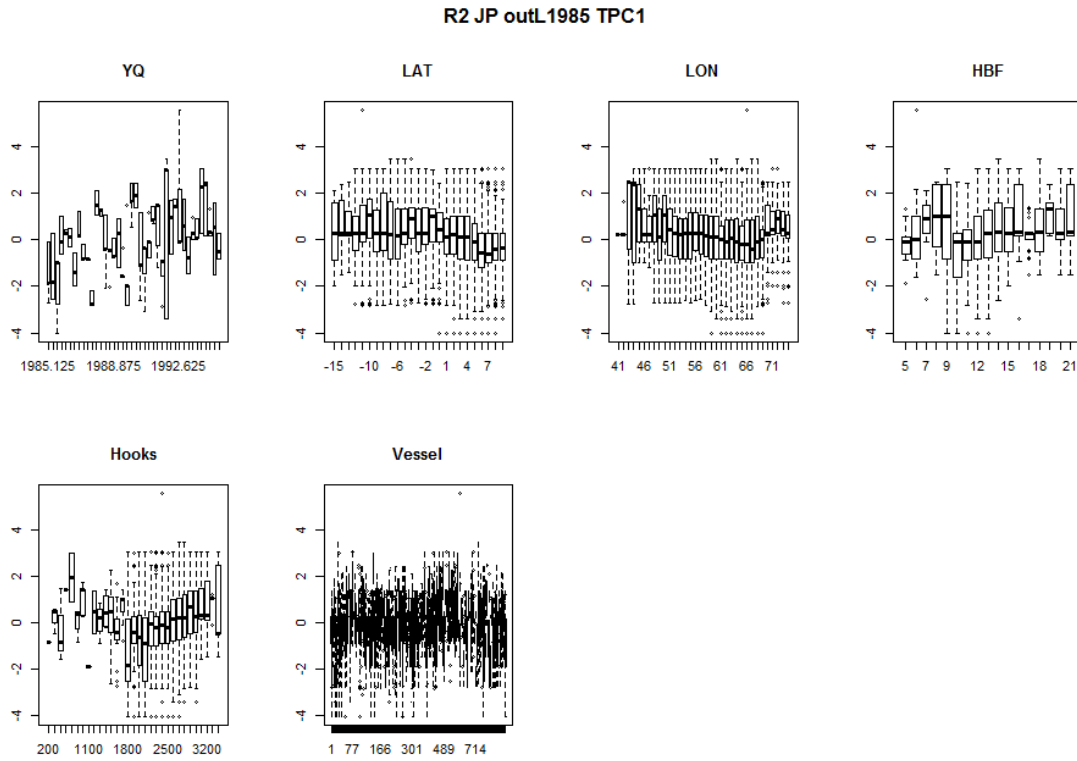 R2 JP outL1985 TPC1
YQ LAT LON HBF
4 4 4 4
2 2 2 2
0 0 0 0
-2 -2 -2 -2
-4 -4 -4 -4
1985.125 1988.875 1992.625 -15 -10 -6 -2 1 4 7 41 46 51 56 61 66 71 5 7 9 12 15 18 21
Hooks Vessel
4 4
2 2
0 0
-2 -2
-4 -4
200 1100 1800 2500 3200 1 77 166 301 489 714